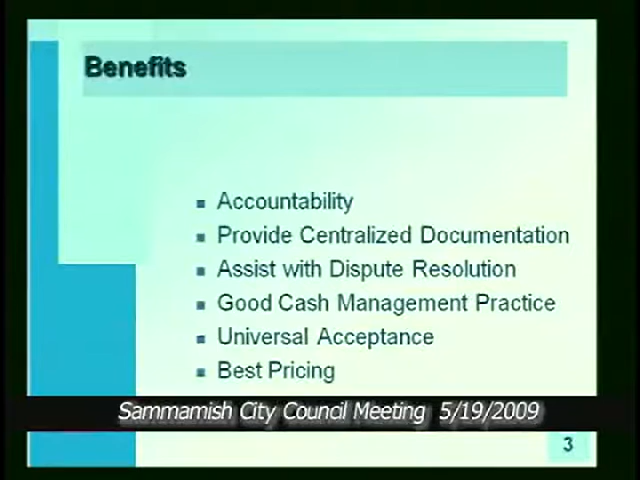 Benefits
Accountability
Provide Centralized Documentation
Assist with Dispute Resolution
Good Cash Management Practice
Universal Acceptance
Best Pricing
Sammamish City Council Meeting 5/19/2009
3